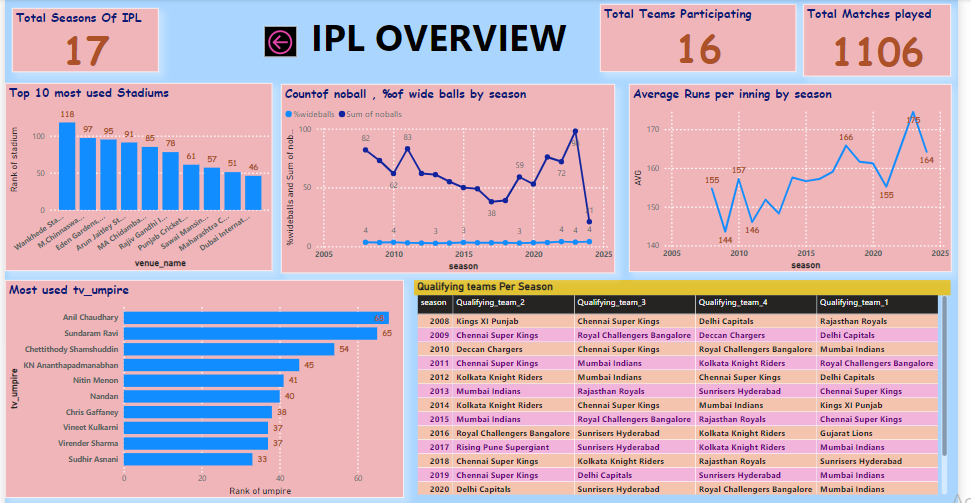 Total Seasons Of IPL
17
IPL OVERVIEW
Total Teams Participating
16
Total Matches played
1106
Top 10 most used Stadiums
Rank of stadium
100
50
0
118
97
95
91
85
78
61
57
51
46
Wankhede Sta...
M.Chinnaswa...
Eden Gardens,...
Arun Jaitley St...
MA Chidamba...
Rajiv Gandhi I...
Punjab Cricket...
Sawai Mansin...
Maharashtra C...
Dubai Internat...
venue_name
Countof noball , %of wide balls by season
%wideballs Sum of noballs
%wideballs and Sum of nob...
100
50
0
82
62
83
38
59
72
4
4
3
3
3
4
4
4
2005 2010 2015 2020 2025
season
Average Runs per inning by season
AVG
170
160
150
140
155
144
157
146
166
155
175
164
2005 2010 2015 2020 2025
season
Most used tv_umpire
tv_umpire
Anil Chaudhary
Sundaram Ravi 65
Chettithody Shamshuddin 54
KN Ananthapadmanabhan 45
Nitin Menon 41
Nandan 40
Chris Gaffaney 38
Vineet Kulkarni 37
Virender Sharma 37
Sudhir Asnani 33
0 20 40 60
Rank of umpire
Qualifying teams Per Season
season Qualifying_team_2 Qualifying_team_3 Qualifying_team_4 Qualifying_team_1
2008 Kings XI Punjab Chennai Super Kings Delhi Capitals Rajasthan Royals
2009 Chennai Super Kings Royal Challengers Bangalore Deccan Chargers Delhi Capitals
2010 Deccan Chargers Chennai Super Kings Royal Challengers Bangalore Mumbai Indians
2011 Chennai Super Kings Mumbai Indians Kolkata Knight Riders Royal Challengers Bangalore
2012 Kolkata Knight Riders Mumbai Indians Chennai Super Kings Delhi Capitals
2013 Mumbai Indians Rajasthan Royals Sunrisers Hyderabad Chennai Super Kings
2014 Kolkata Knight Riders Chennai Super Kings Mumbai Indians Kings XI Punjab
2015 Mumbai Indians Royal Challengers Bangalore Rajasthan Royals Chennai Super Kings
2016 Royal Challengers Bangalore Sunrisers Hyderabad Kolkata Knight Riders Gujarat Lions
2017 Rising Pune Supergiant Sunrisers Hyderabad Kolkata Knight Riders Mumbai Indians
2018 Chennai Super Kings Kolkata Knight Riders Rajasthan Royals Sunrisers Hyderabad
2019 Chennai Super Kings Delhi Capitals Sunrisers Hyderabad Mumbai Indians
2020 Delhi Capitals Sunrisers Hyderabad Royal Challengers Bangalore Mumbai Indians